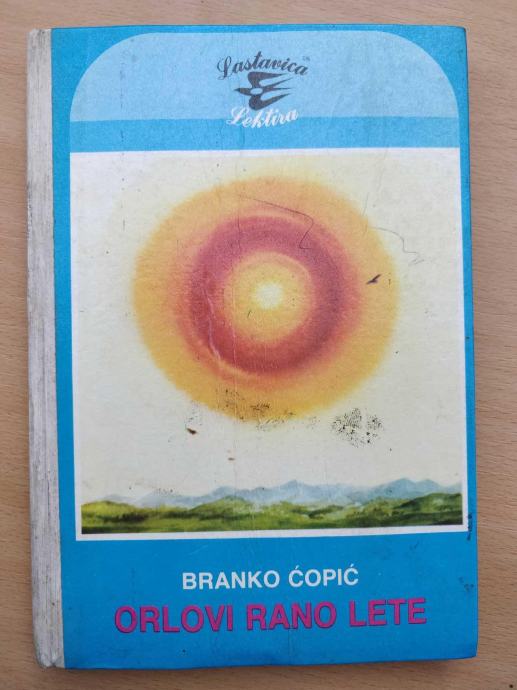 Lastavica
Lektira
BRANKO ĆOPIĆ
ORLOVI RANO LETE